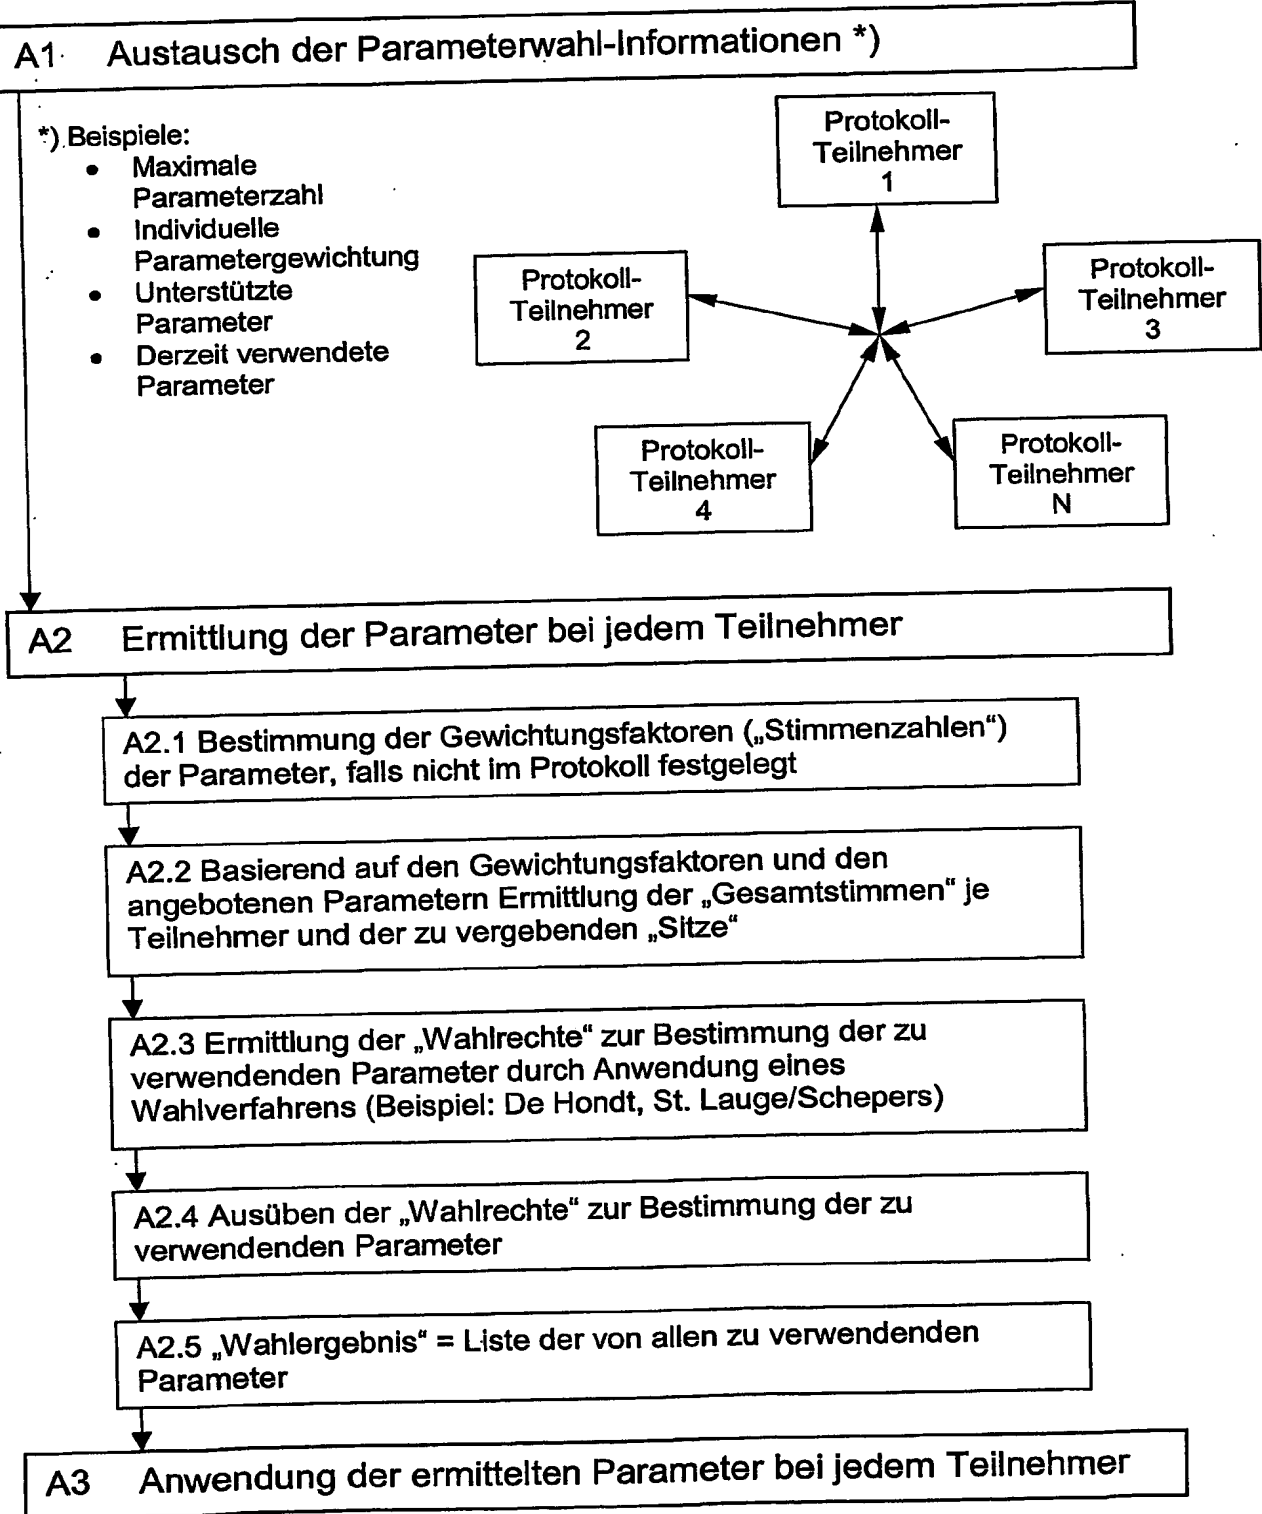 A1 Austausch der Parameterwahl-Informationen *)
*) Beispiele:
• Maximale
Parameterzahl
• Individuelle
Parametergewichtung
• Unterstützte
Parameter
• Derzeit verwendete
Parameter
Protokoll-
Teilnehmer
1
Protokoll-
Teilnehmer
2
Protokoll-
Teilnehmer
3
Protokoll-
Teilnehmer
4
Protokoll-
Teilnehmer
N
A2 Ermittlung der Parameter bei jedem Teilnehmer
A2.1 Bestimmung der Gewichtungsfaktoren („Stimmenzahlen“)
der Parameter, falls nicht im Protokoll festgelegt
A2.2 Basierend auf den Gewichtungsfaktoren und den
angebotenen Parametern Ermittlung der „Gesamtstimmen“ je
Teilnehmer und der zu vergebenden „Sitze“
A2.3 Ermittlung der „Wahlrechte“ zur Bestimmung der zu
verwendenden Parameter durch Anwendung eines
Wahlverfahrens (Beispiel: De Hondt, St. Lauge/Schepers)
A2.4 Ausüben der „Wahlrechte“ zur Bestimmung der zu
verwendenden Parameter
A2.5 „Wahlergebnis“ = Liste der von allen zu verwendenden
Parameter
A3 Anwendung der ermittelten Parameter bei jedem Teilnehmer